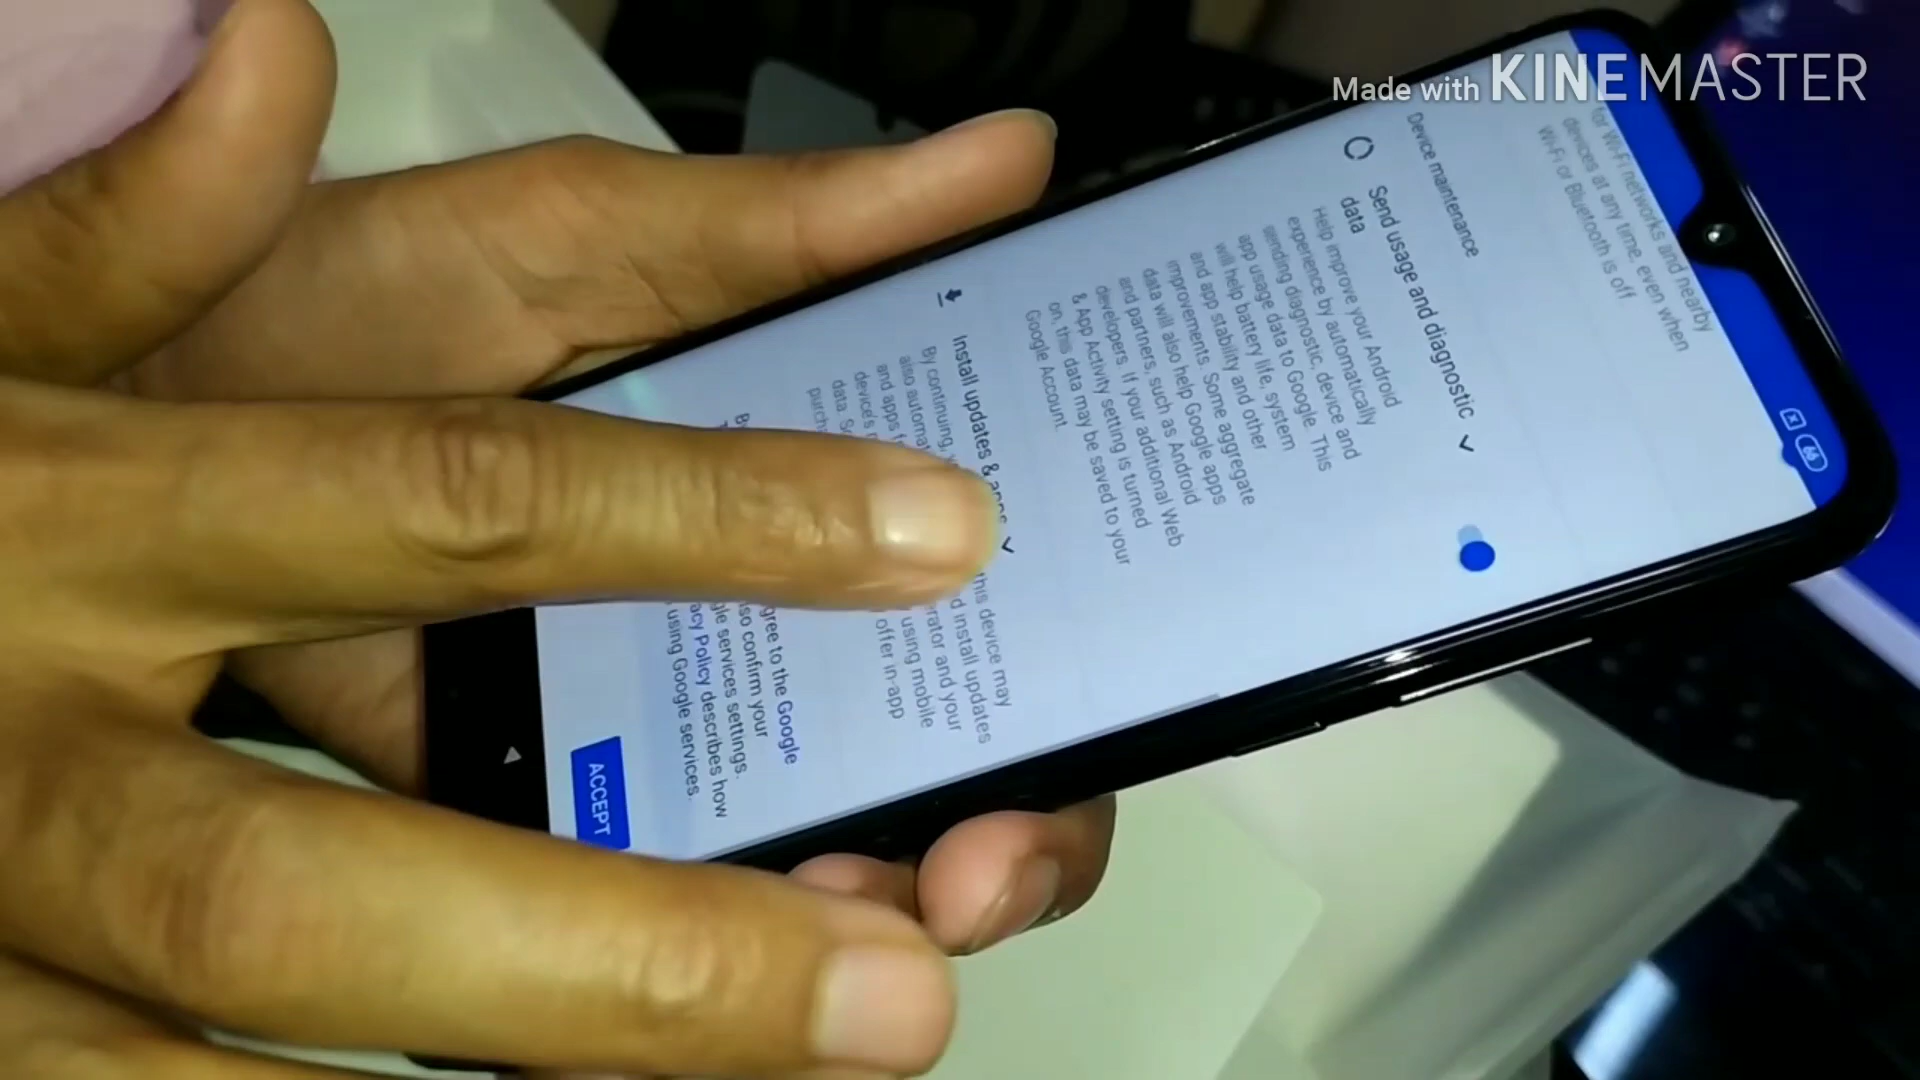 Made with KINEMASTER
66
for Wi-Fi networks and nearby
devices at any time, even when
Wi-Fi or Bluetooth is off
Device maintenance
Send usage and diagnostic
data
Help improve your Android
experience by automatically
sending diagnostic, device and
app usage data to Google. This
will help battery life, system
and app stability and other
improvements. Some aggregate
data will also help Google apps
and partners, such as Android
developers. If your additional Web
& App Activity setting is turned
on, this data may be saved to your
Google Account.
Install updates & apps
By continuing, this device may
also automat d install updates
and apps f erator and your
device's using mobile
data. offer in-app
purch
gree to the Google
so confirm your
gle services settings.
acy Policy describes how
using Google services.
ACCEPT